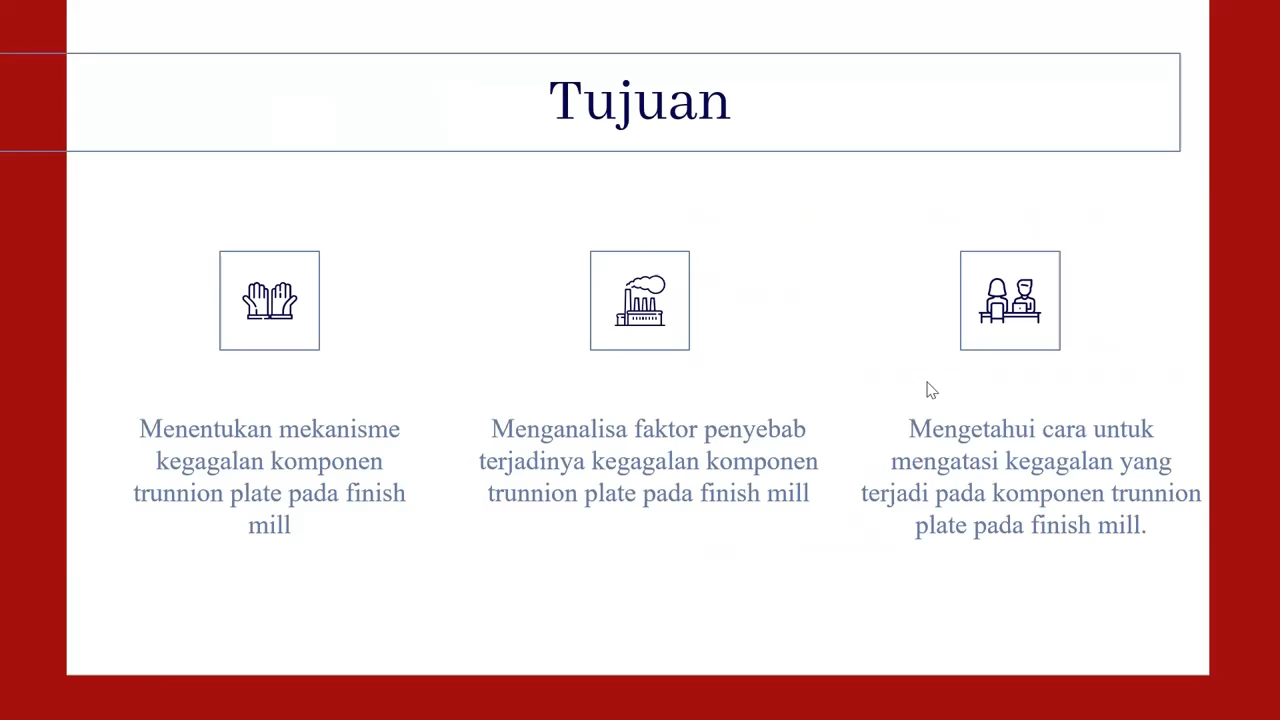 Tujuan
Menentukan mekanisme
kegagalan komponen
trunnion plate pada finish
mill
Menganalisa faktor penyebab
terjadinya kegagalan komponen
trunnion plate pada finish mill
Mengetahui cara untuk
mengatasi kegagalan yang
terjadi pada komponen trunnion
plate pada finish mill.